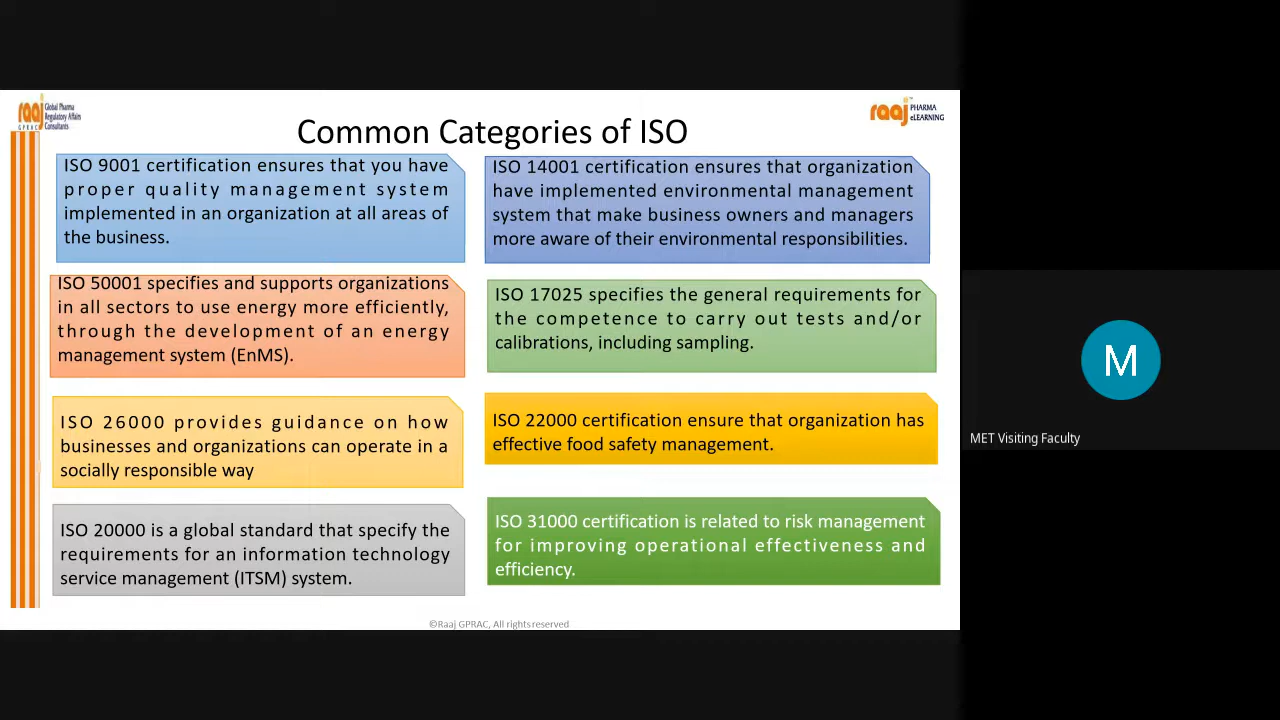 raaj
GPRAC
Global Pharma
Regulatory Affairs
Consultants
raaj
PHARMA
eLEARNING
Common Categories of ISO
ISO 9001 certification ensures that you have
proper quality management system
implemented in an organization at all areas of
the business.
ISO 14001 certification ensures that organization
have implemented environmental management
system that make business owners and managers
more aware of their environmental responsibilities.
ISO 50001 specifies and supports organizations
in all sectors to use energy more efficiently,
through the development of an energy
management system (EnMS).
ISO 17025 specifies the general requirements for
the competence to carry out tests and/or
calibrations, including sampling.
ISO 26000 provides guidance on how
businesses and organizations can operate in a
socially responsible way
ISO 22000 certification ensure that organization has
effective food safety management.
ISO 20000 is a global standard that specify the
requirements for an information technology
service management (ITSM) system.
ISO 31000 certification is related to risk management
for improving operational effectiveness and
efficiency.
©Raaj GPRAC, All rights reserved
M
MET Visiting Faculty